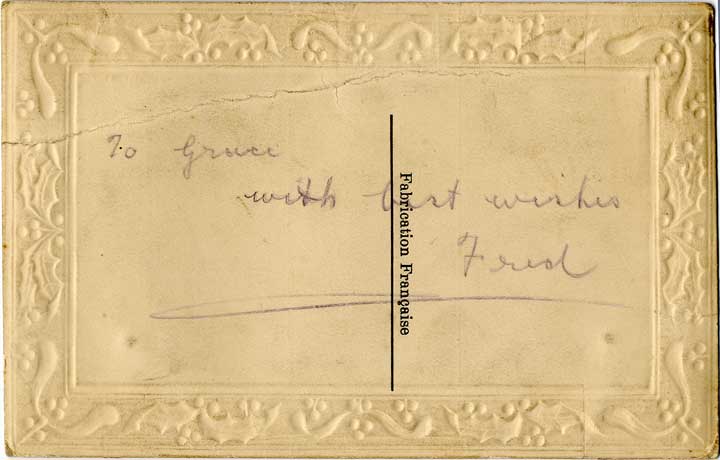 To Grace
with best wishes
Fred
Fabrication Française